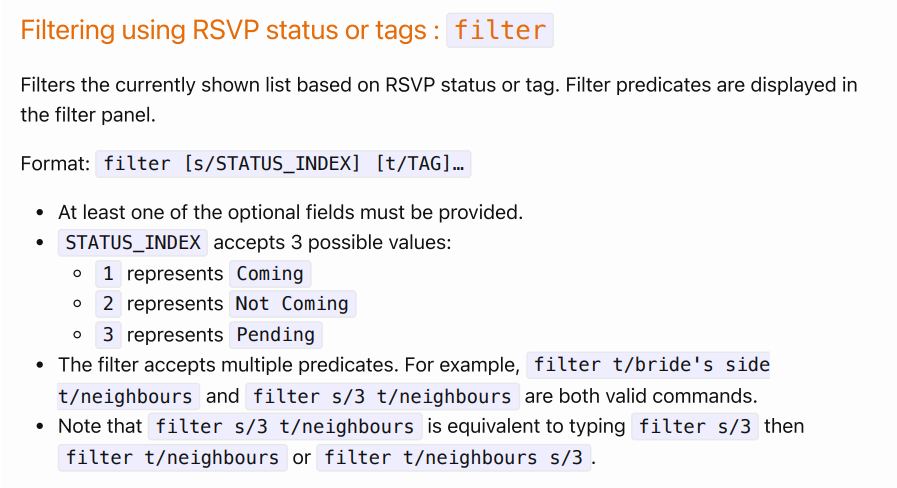 Filtering using RSVP status or tags : filter
Filters the currently shown list based on RSVP status or tag. Filter predicates are displayed in
the filter panel.
Format: filter [s/STATUS_INDEX] [t/TAG]…
• At least one of the optional fields must be provided.
• STATUS_INDEX accepts 3 possible values:
◦ 1 represents Coming
◦ 2 represents Not Coming
◦ 3 represents Pending
• The filter accepts multiple predicates. For example, filter t/bride's side
t/neighbours and filter s/3 t/neighbours are both valid commands.
• Note that filter s/3 t/neighbours is equivalent to typing filter s/3 then
filter t/neighbours or filter t/neighbours s/3.